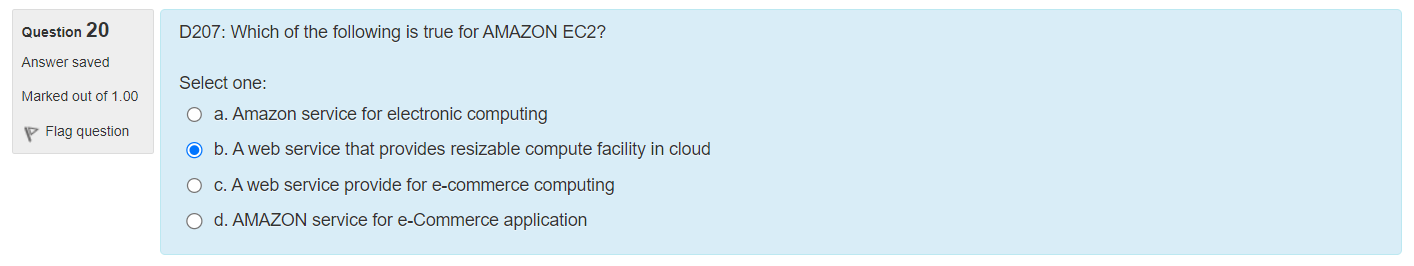 Question 20
Answer saved
Marked out of 1.00
Flag question
D207: Which of the following is true for AMAZON EC2?
Select one:
a. Amazon service for electronic computing
b. A web service that provides resizable compute facility in cloud
c. A web service provide for e-commerce computing
d. AMAZON service for e-Commerce application